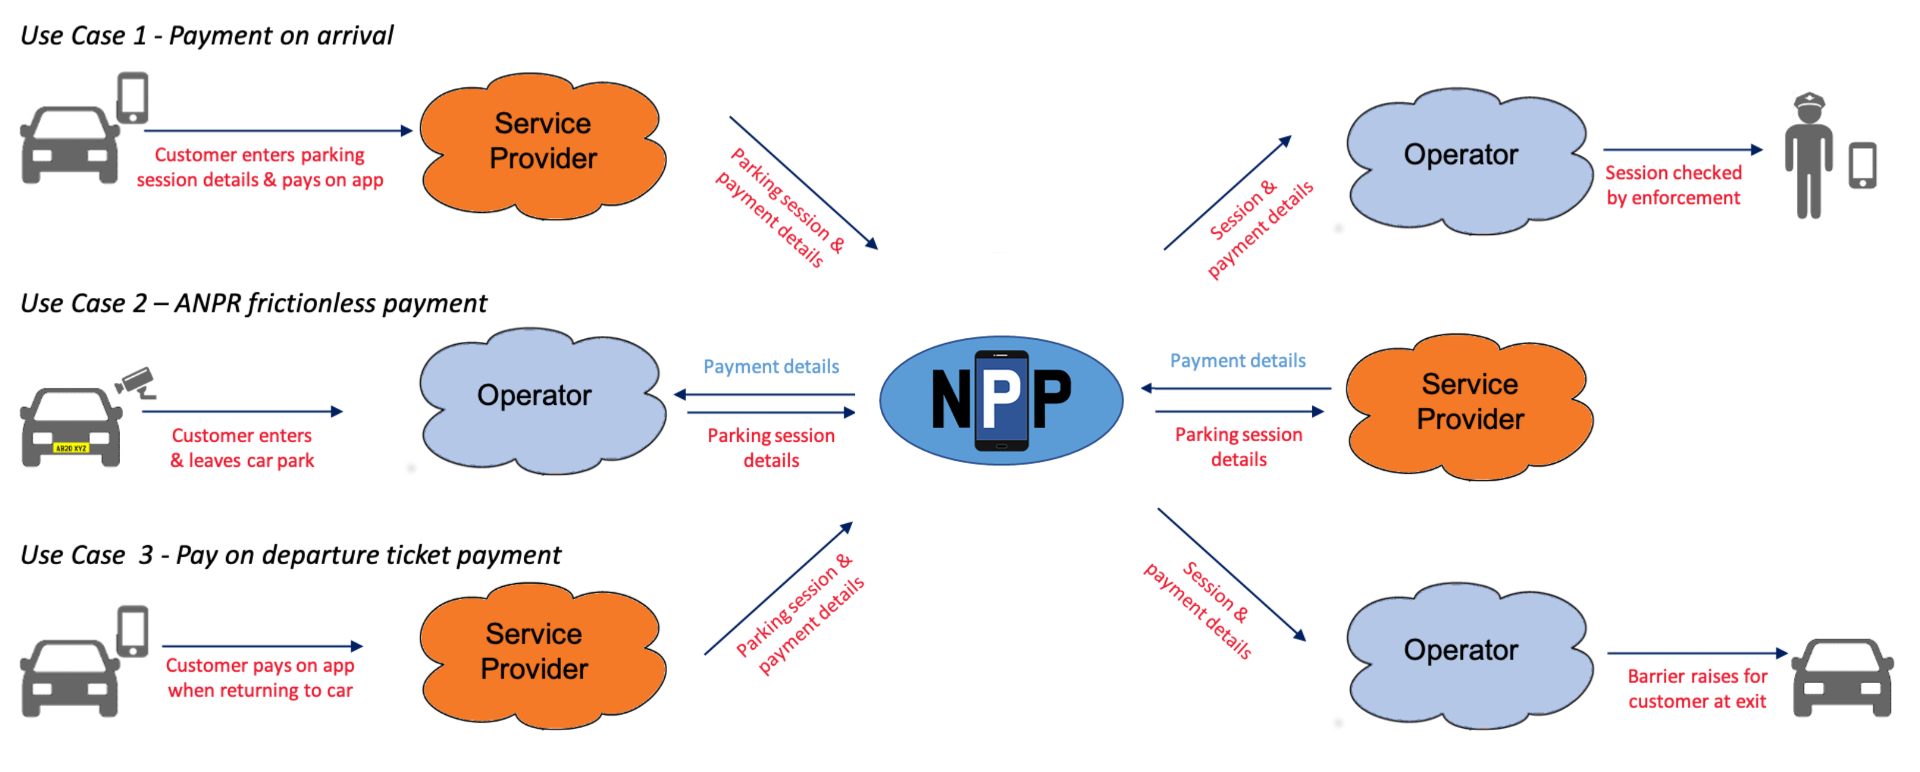 Use Case 1 - Payment on arrival
Customer enters parking
session details & pays on app
Service
Provider
Parking session &
payment details
Session &
payment details
Operator
Session checked
by enforcement
Use Case 2 – ANPR frictionless payment
AB20 XYZ
Customer enters
& leaves car park
Operator
Payment details
Parking session
details
NPP
Payment details
Parking session
details
Service
Provider
Use Case  3 - Pay on departure ticket payment
Customer pays on app
when returning to car
Service
Provider
Parking session &
payment details
Session &
payment details
Operator
Barrier raises for
customer at exit